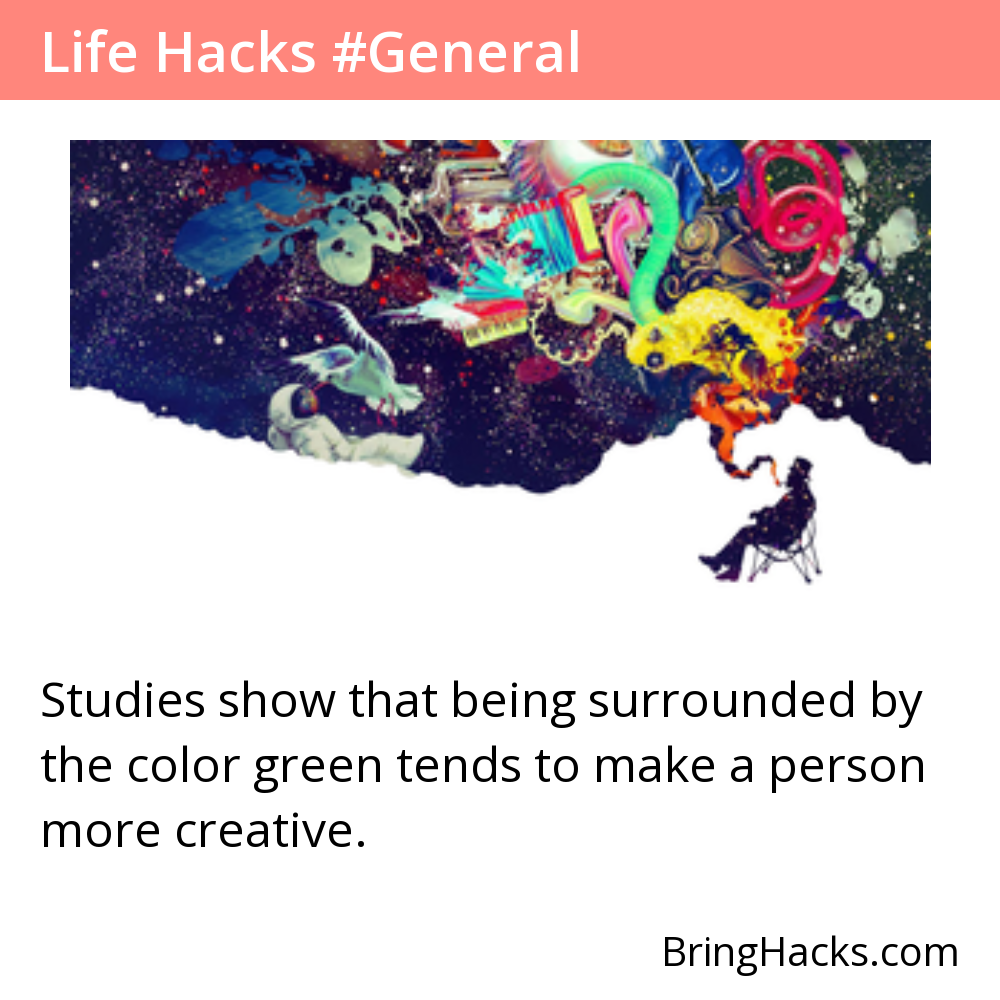 Life Hacks #General
Studies show that being surrounded by
the color green tends to make a person
more creative.
BringHacks.com